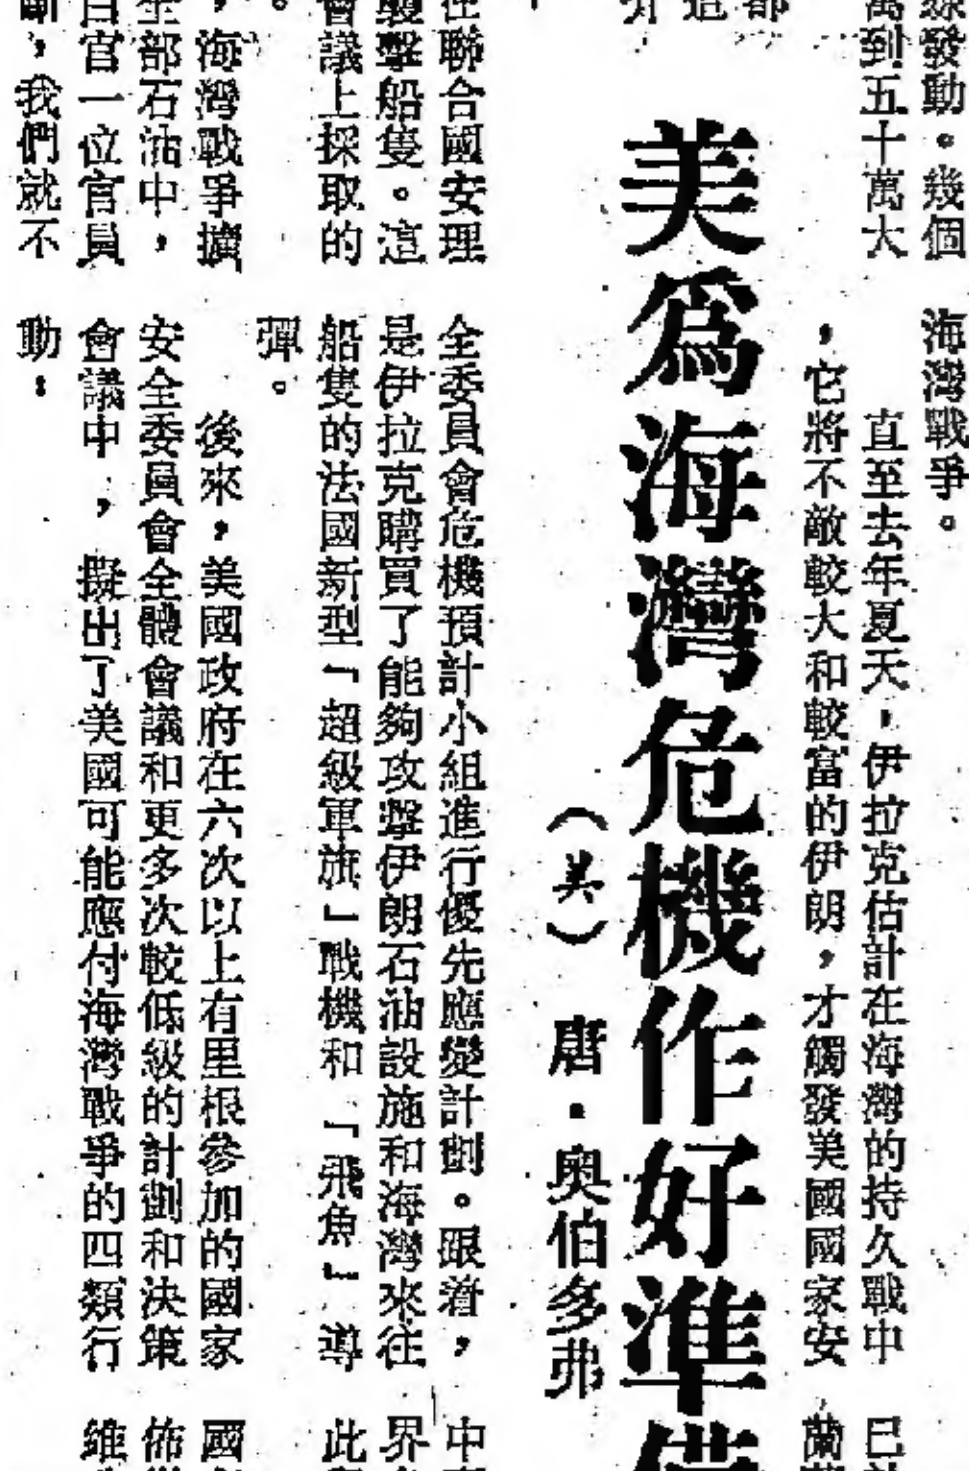 發動。幾個
萬到五十萬大
都
這
聯合國安理
襲擊船隻。這
會議上採取的
，海灣戰爭擴
全部石油中，
白官一位官員
斷，我們就不
美爲海灣危機作好準備
（美）唐·奧伯多弗
海灣戰爭。
直至去年夏天，伊拉克估計在海灣的持久戰中
，它將不敵較大和較富的伊朗，才觸發美國國家安
全委員會危機預計小組進行優先應變計劃。跟着，
是伊拉克購買了能夠攻擊伊朗石油設施和海灣來往
船隻的法國新型「超級軍旗」戰機和「飛魚」導
彈。
後來，美國政府在六次以上有里根參加的國家
安全委員會全體會議和更多次較低級的計劃和決策
會議中，擬出了美國可能應付海灣戰爭的四類行
動：
已
蘭
中
界
此
國
佈
維